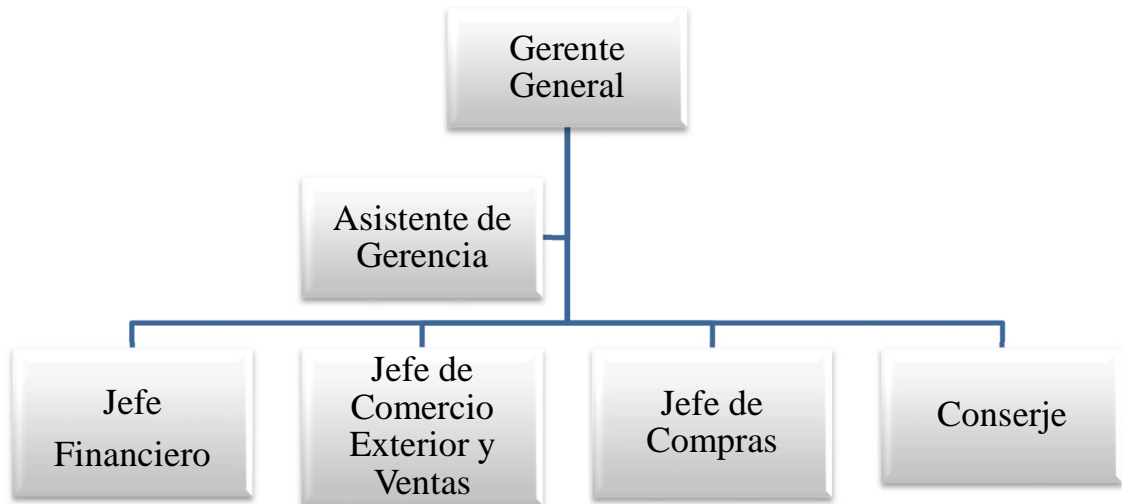 Gerente
General
Asistente de
Gerencia
Jefe
Financiero
Jefe de
Comercio
Exterior y
Ventas
Jefe de
Compras
Conserje